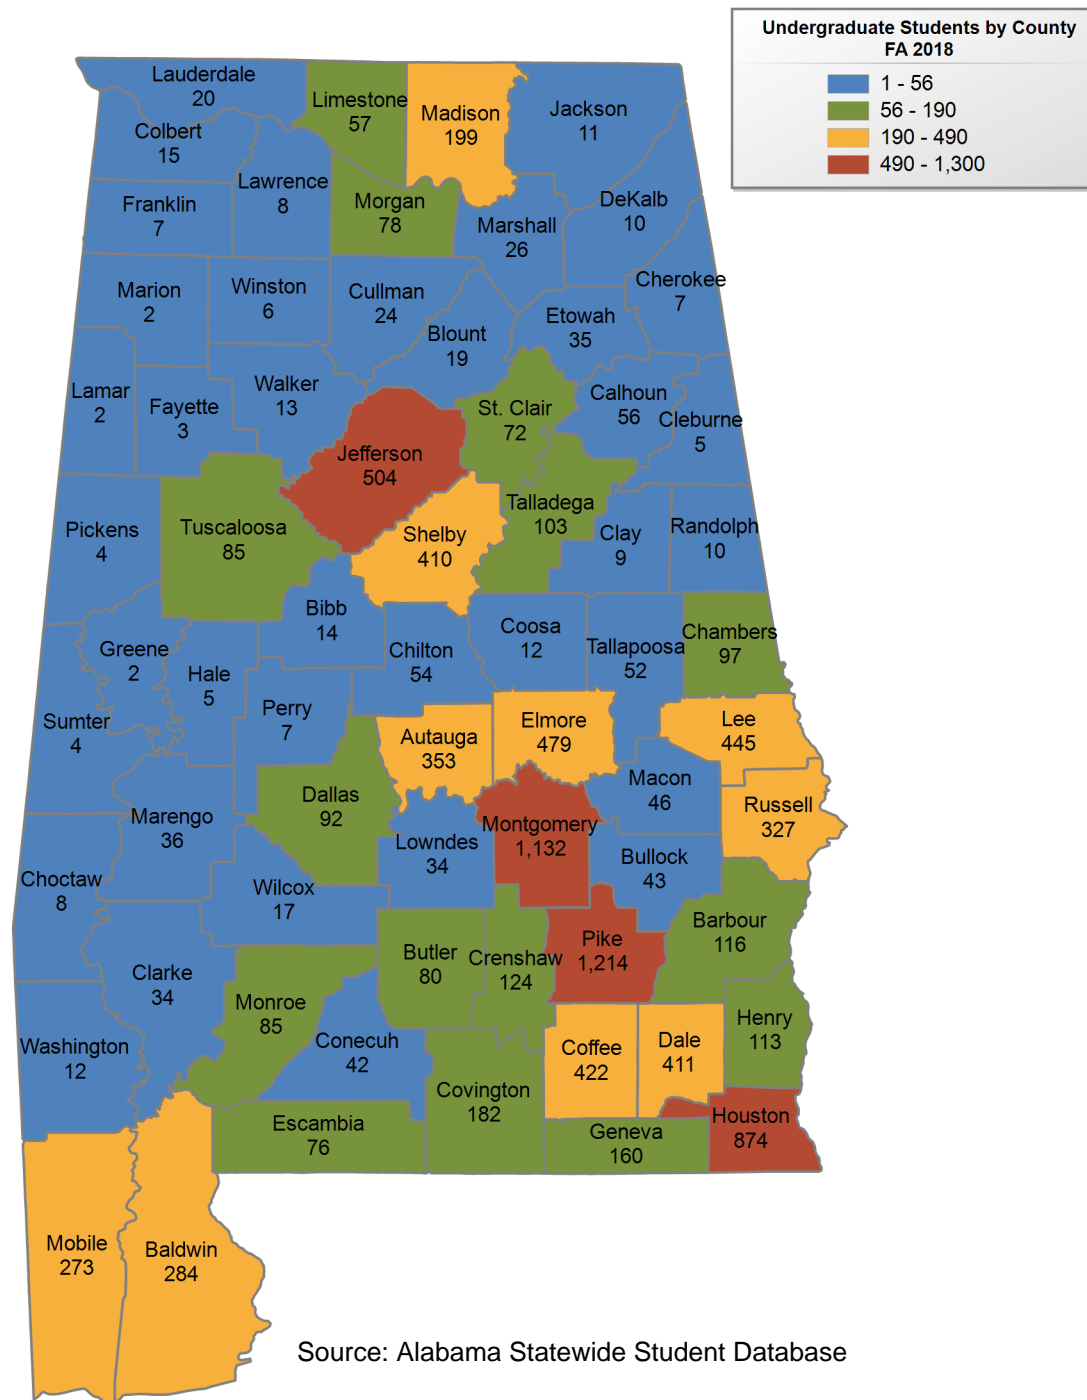 Undergraduate Students by County
FA 2018
1 - 56
56 - 190
190 - 490
490 - 1,300
Lauderdale
20
Limestone
57
Madison
199
Jackson
11
Colbert
15
Lawrence
8
Franklin
7
Morgan
78
Marshall
26
DeKalb
10
Cherokee
7
Marion
2
Winston
6
Cullman
24
Blount
19
Etowah
35
Lamar
2
Fayette
3
Walker
13
Jefferson
504
St. Clair
72
Calhoun
56
Cleburne
5
Pickens
4
Tuscaloosa
85
Shelby
410
Talladega
103
Clay
9
Randolph
10
Greene
2
Hale
5
Bibb
14
Chilton
54
Coosa
12
Tallapoosa
52
Chambers
97
Sumter
4
Perry
7
Autauga
353
Elmore
479
Lee
445
Marengo
36
Dallas
92
Lowndes
34
Montgomery
1,132
Macon
46
Russell
327
Choctaw
8
Wilcox
17
Bullock
43
Clarke
34
Butler
80
Crenshaw
124
Pike
1,214
Barbour
116
Washington
12
Monroe
85
Conecuh
42
Covington
182
Coffee
422
Dale
411
Henry
113
Escambia
76
Geneva
160
Houston
874
Mobile
273
Baldwin
284
Source: Alabama Statewide Student Database